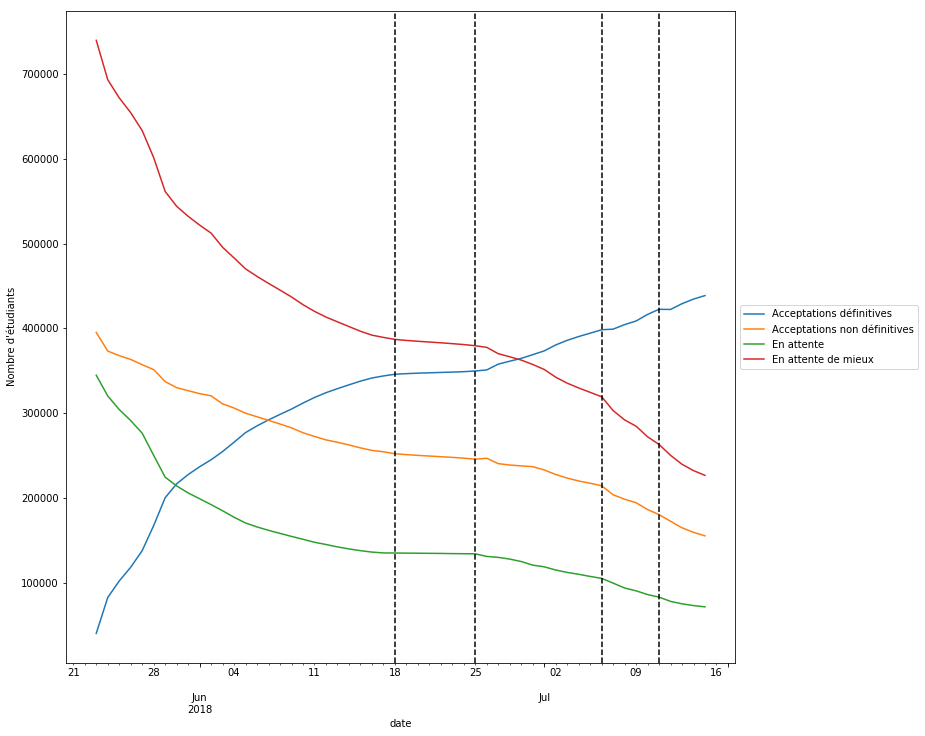 700000
600000
500000
400000
300000
200000
100000
Nombre d'étudiants
21 28 04 11 18 25 02 09 16
Jun Jul
2018
date
Acceptations définitives
Acceptations non définitives
En attente
En attente de mieux